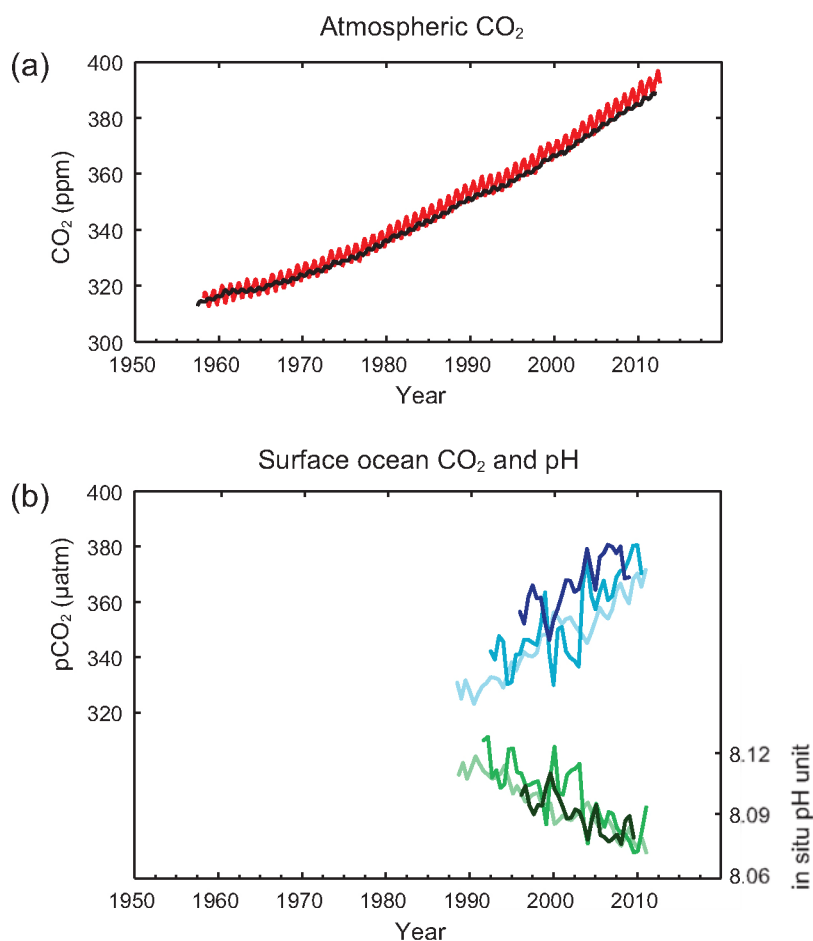 Atmospheric CO₂
(a)
400
380
360
340
320
300
CO₂ (ppm)
1950 1960 1970 1980 1990 2000 2010
Year
Surface ocean CO₂ and pH
(b)
400
380
360
340
320
pCO₂ (µatm)
8.12
8.09
8.06
in situ pH unit
1950 1960 1970 1980 1990 2000 2010
Year